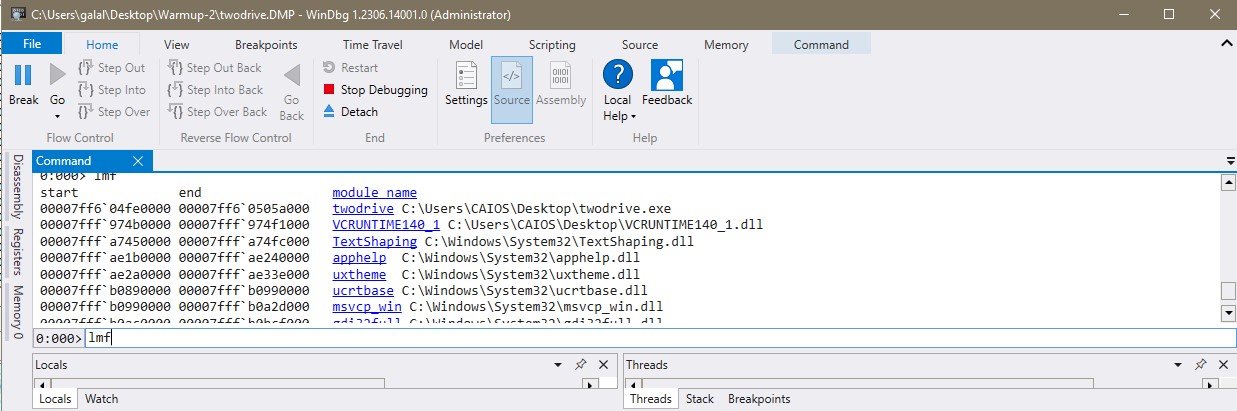 C:\Users\galal\Desktop\Warmup-2\twodrive.DMP - WinDbg 1.2306.14001.0 (Administrator)
File Home View Breakpoints Time Travel Model Scripting Source Memory Command
Break
Go
Step Out
Step Into
Step Over
Flow Control
Step Out Back
Step Into Back
Step Over Back
Go Back
Reverse Flow Control
Restart
Stop Debugging
Detach
End
Settings
Source
Assembly
Preferences
Local Help
Feedback
Help
Disassembly
Registers
Memory 0
Command
0:000> lmf
start end module name
00007ff6`04fe0000 00007ff6`0505a000 twodrive C:\Users\CAIOS\Desktop\twodrive.exe
00007fff`974b0000 00007fff`974f1000 VCRUNTIME140_1 C:\Users\CAIOS\Desktop\VCRUNTIME140_1.dll
00007fff`a7450000 00007fff`a74fc000 TextShaping C:\Windows\System32\TextShaping.dll
00007fff`ae1b0000 00007fff`ae240000 apphelp C:\Windows\System32\apphelp.dll
00007fff`ae2a0000 00007fff`ae33e000 uxtheme C:\Windows\System32\uxtheme.dll
00007fff`b0890000 00007fff`b0990000 ucrtbase C:\Windows\System32\ucrtbase.dll
00007fff`b0990000 00007fff`b0a2d000 msvcp_win C:\Windows\System32\msvcp_win.dll
gdi32full C:\Windows\System32\gdi32full.dll
0:000> lmf
Locals
Locals Watch
Threads
Threads Stack Breakpoints